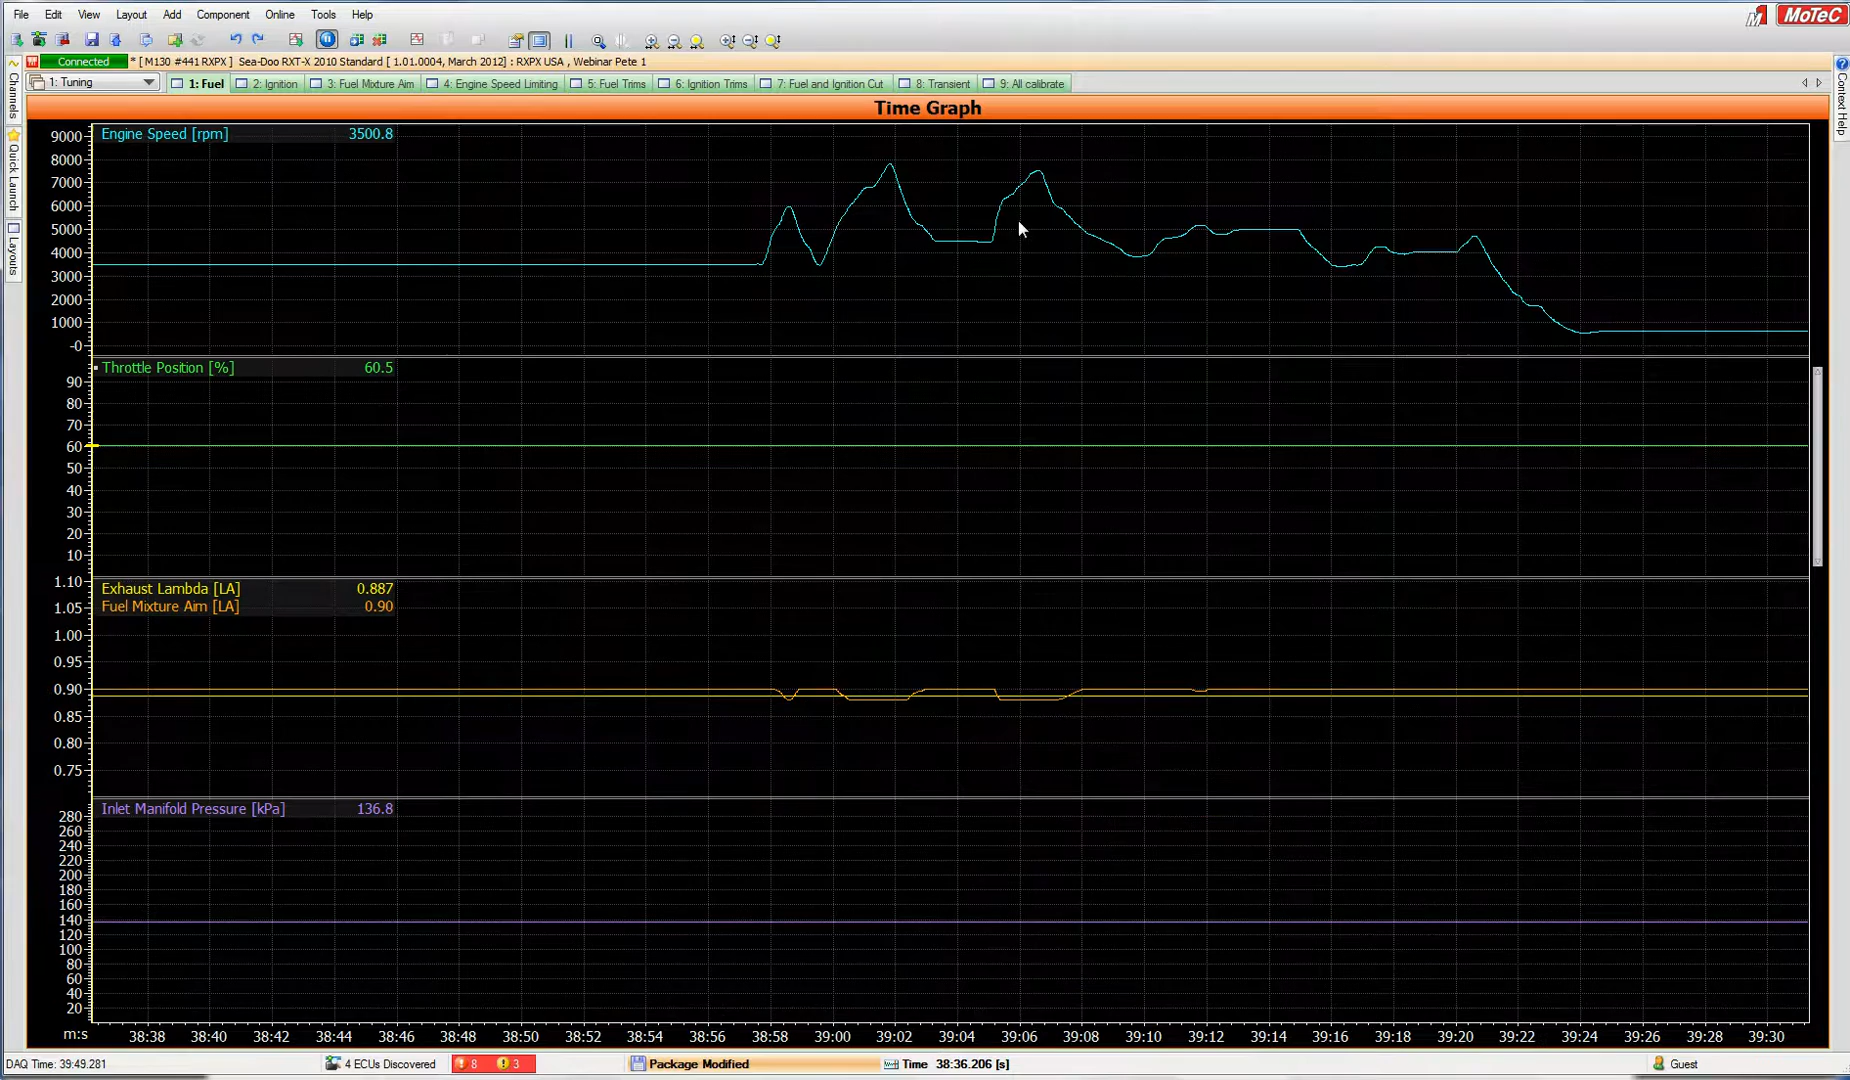 File Edit View Layout Add Component Online Tools Help
MoTeC
Connected * [ M130 #441 RXPX ] Sea-Doo RXT-X 2010 Standard [ 1.01.0004, March 2012] : RXPX USA , Webinar Pete 1
1: Tuning 1: Fuel 2: Ignition 3: Fuel Mixture Aim 4: Engine Speed Limiting 5: Fuel Trims 6: Ignition Trims 7: Fuel and Ignition Cut 8: Transient 9: All calibrate
Channels
Quick Launch
Layouts
Context Help
Time Graph
Engine Speed [rpm] 3500.8
9000
8000
7000
6000
5000
4000
3000
2000
1000
-0
Throttle Position [%] 60.5
90
80
70
60
50
40
30
20
10
Exhaust Lambda [LA] 0.887
Fuel Mixture Aim [LA] 0.90
1.10
1.05
1.00
0.95
0.90
0.85
0.80
0.75
Inlet Manifold Pressure [kPa] 136.8
280
260
240
220
200
180
160
140
120
100
80
60
40
20
m:s 38:38 38:40 38:42 38:44 38:46 38:48 38:50 38:52 38:54 38:56 38:58 39:00 39:02 39:04 39:06 39:08 39:10 39:12 39:14 39:16 39:18 39:20 39:22 39:24 39:26 39:28 39:30
DAQ Time: 39:49.281 4 ECUs Discovered 8 3 Package Modified Time 38:36.206 [s] Guest